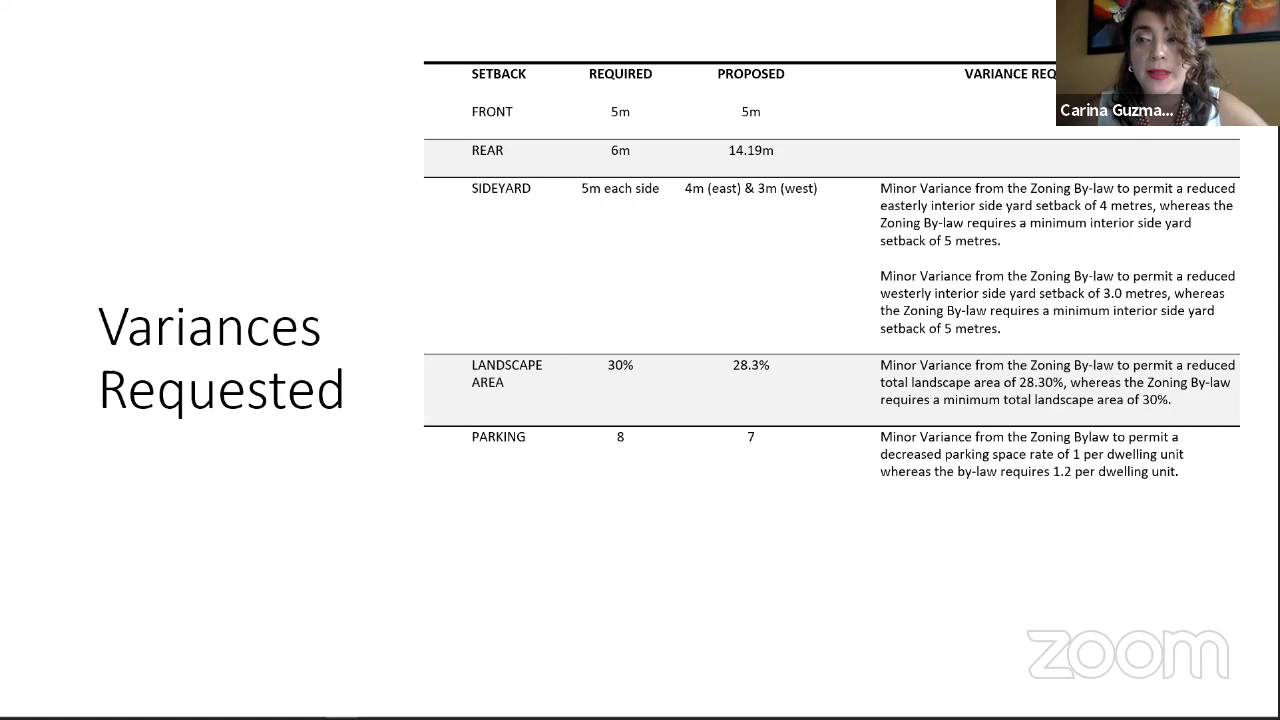 SETBACK REQUIRED PROPOSED VARIANCE REQ
Carina Guzma...
FRONT 5m 5m
REAR 6m 14.19m
SIDEYARD 5m each side 4m (east) & 3m (west) Minor Variance from the Zoning By-law to permit a reduced
easterly interior side yard setback of 4 metres, whereas the
Zoning By-law requires a minimum interior side yard
setback of 5 metres.
Minor Variance from the Zoning By-law to permit a reduced
westerly interior side yard setback of 3.0 metres, whereas
the Zoning By-law requires a minimum interior side yard
setback of 5 metres.
Variances
Requested
LANDSCAPE 30% 28.3% Minor Variance from the Zoning By-law to permit a reduced
AREA total landscape area of 28.30%, whereas the Zoning By-law
requires a minimum total landscape area of 30%.
PARKING 8 7 Minor Variance from the Zoning Bylaw to permit a
decreased parking space rate of 1 per dwelling unit
whereas the by-law requires 1.2 per dwelling unit.
zoom